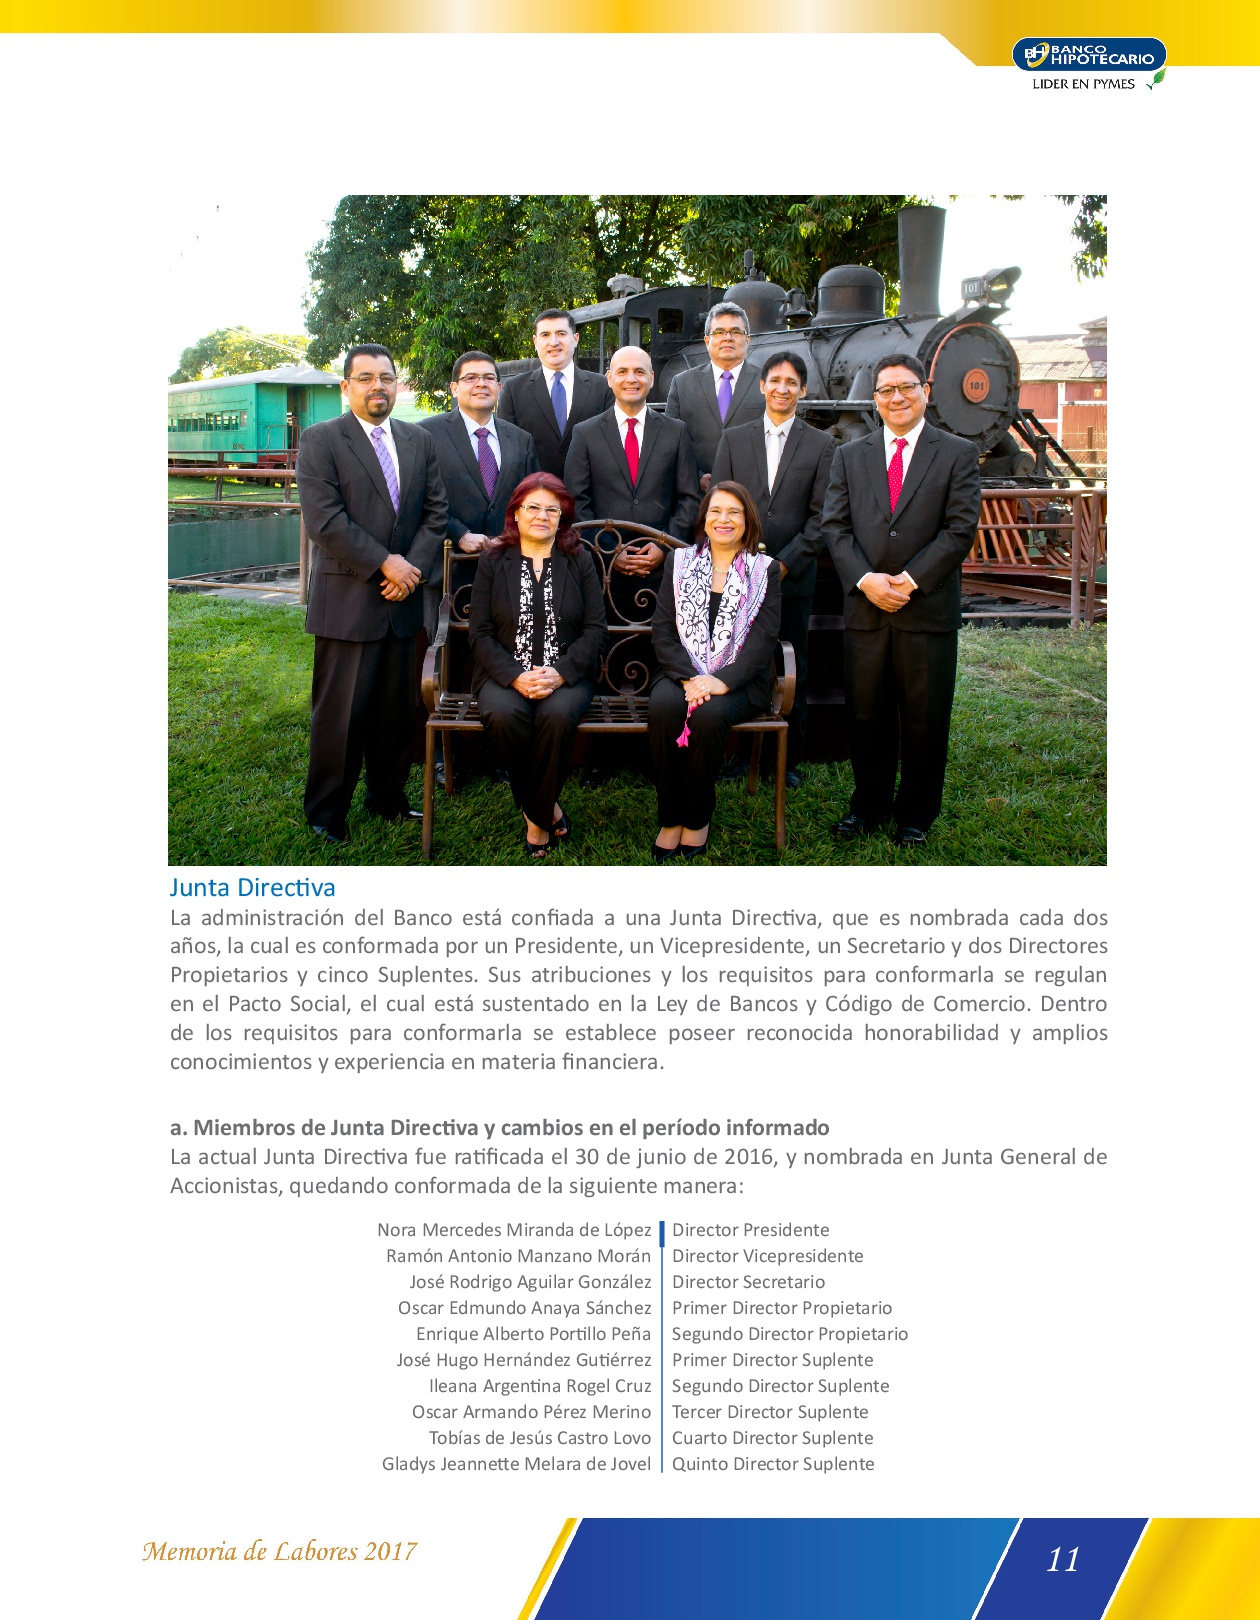 BH BANCO
HIPOTECARIO
LIDER EN PYMES
101
101
Junta Directiva
La administración del Banco está confiada a una Junta Directiva, que es nombrada cada dos
años, la cual es conformada por un Presidente, un Vicepresidente, un Secretario y dos Directores
Propietarios y cinco Suplentes. Sus atribuciones y los requisitos para conformarla se regulan
en el Pacto Social, el cual está sustentado en la Ley de Bancos y Código de Comercio. Dentro
de los requisitos para conformarla se establece poseer reconocida honorabilidad y amplios
conocimientos y experiencia en materia financiera.
a. Miembros de Junta Directiva y cambios en el período informado
La actual Junta Directiva fue ratificada el 30 de junio de 2016, y nombrada en Junta General de
Accionistas, quedando conformada de la siguiente manera:
Nora Mercedes Miranda de López Director Presidente
Ramón Antonio Manzano Morán Director Vicepresidente
José Rodrigo Aguilar González Director Secretario
Oscar Edmundo Anaya Sánchez Primer Director Propietario
Enrique Alberto Portillo Peña Segundo Director Propietario
José Hugo Hernández Gutiérrez Primer Director Suplente
Ileana Argentina Rogel Cruz Segundo Director Suplente
Oscar Armando Pérez Merino Tercer Director Suplente
Tobías de Jesús Castro Lovo Cuarto Director Suplente
Gladys Jeannette Melara de Jovel Quinto Director Suplente
Memoria de Labores 2017
11